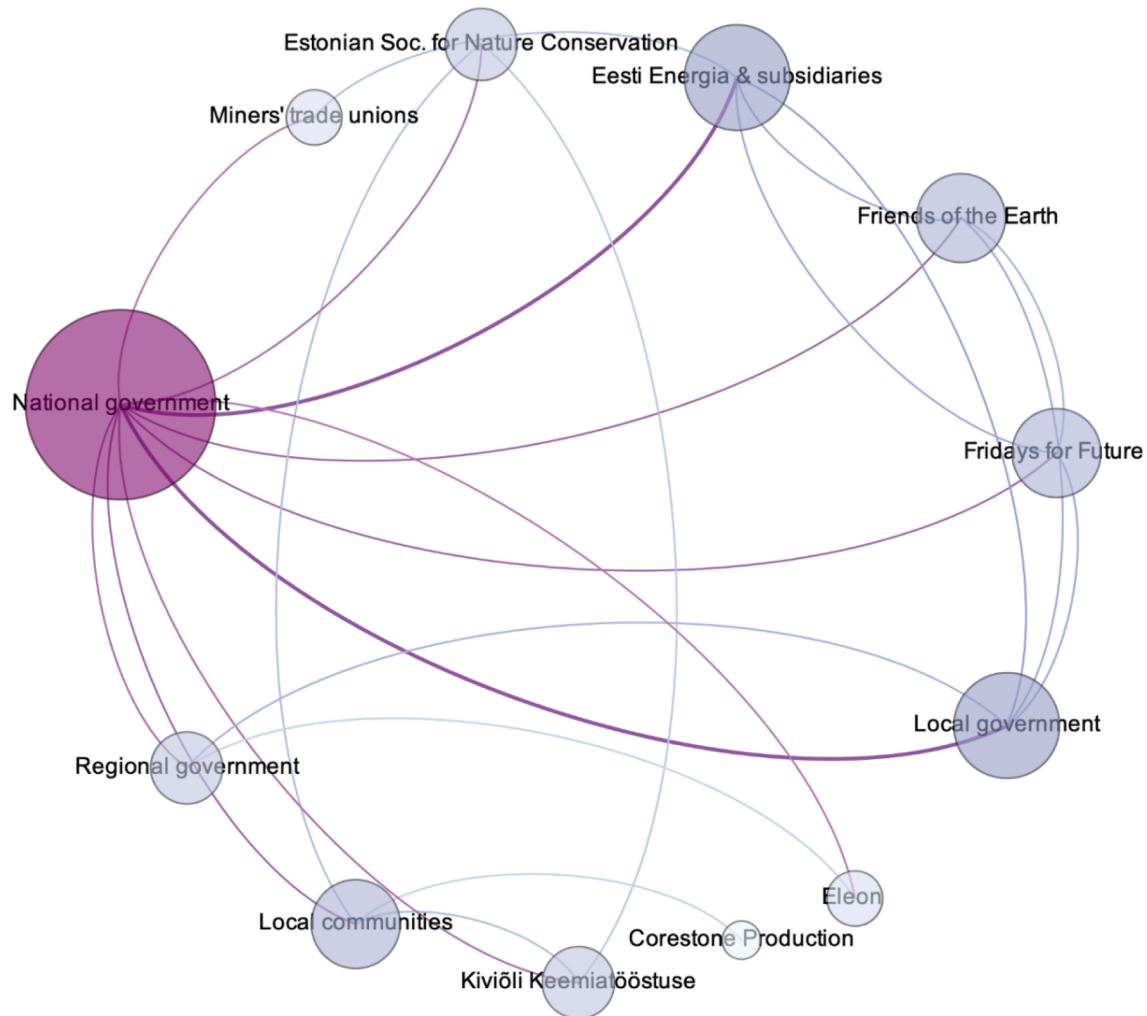 Estonian Soc. for Nature Conservation
Eesti Energia & subsidiaries
Miners' trade unions
Friends of the Earth
National government
Fridays for Future
Local government
Regional government
Eleon
Local communities
Corestone Production
Kiviõli Keemiatööstuse